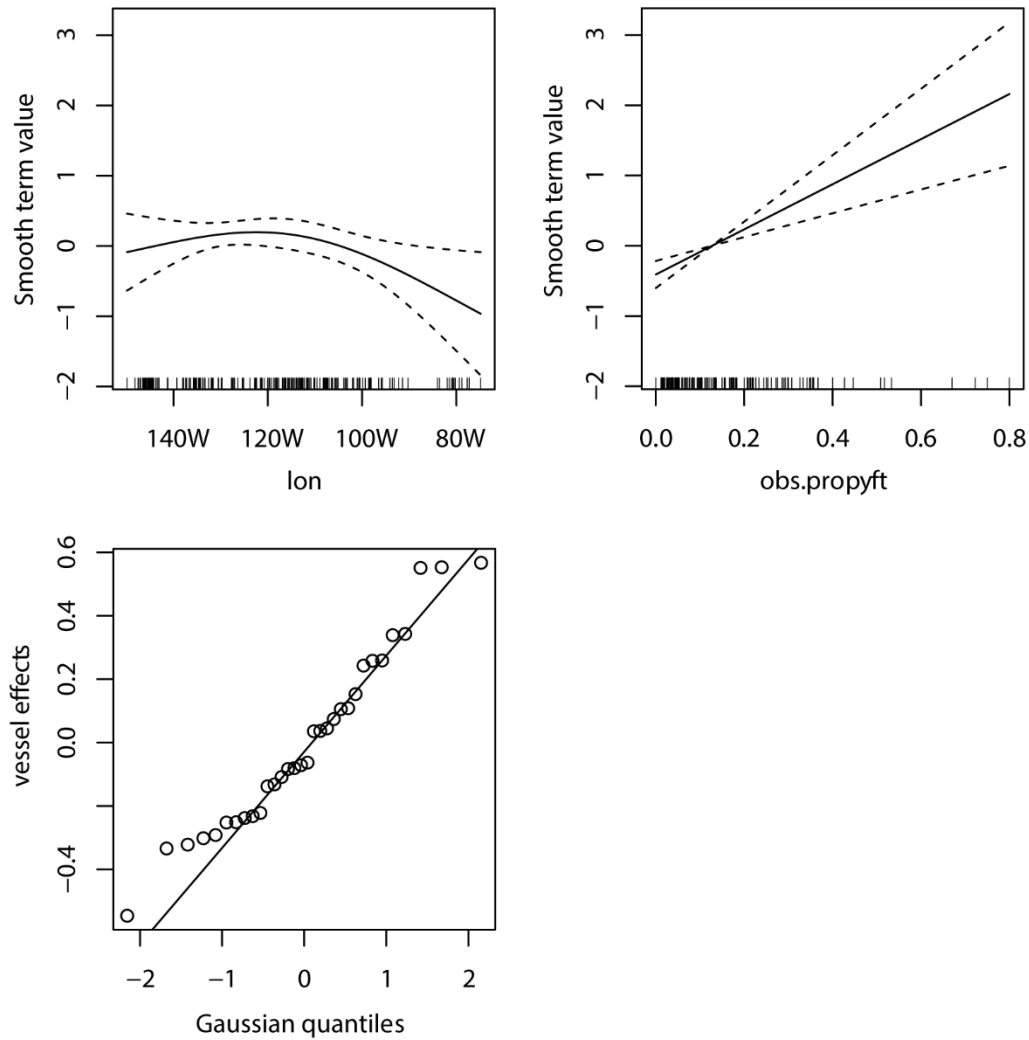 Smooth term value
3
2
1
0
−1
−2
140W 120W 100W 80W
lon
Smooth term value
3
2
1
0
−1
−2
0.0 0.2 0.4 0.6 0.8
obs.propyft
vessel effects
0.6
0.4
0.2
0.0
−0.4
−2 −1 0 1 2
Gaussian quantiles